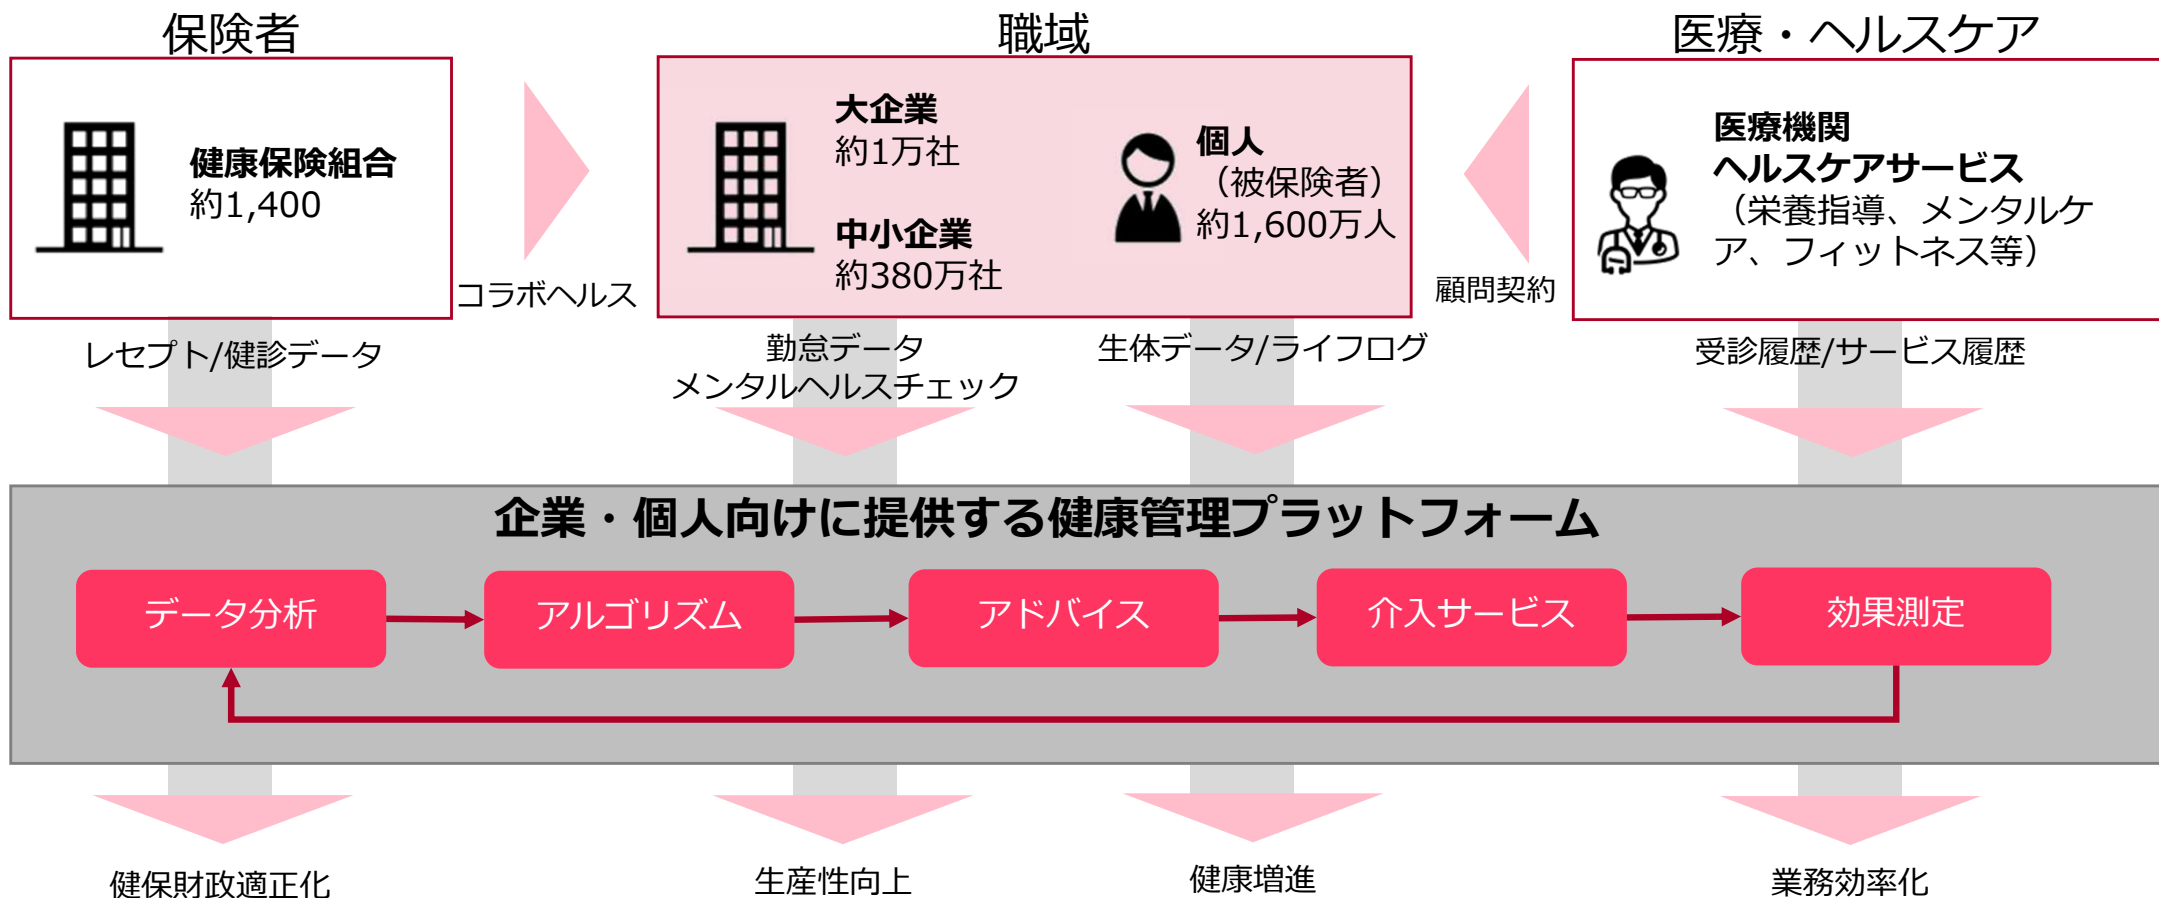 保険者
職域
医療・ヘルスケア
健康保険組合
約1,400
コラボヘルス
大企業
約1万社
中小企業
約380万社
個人
（被保険者）
約1,600万人
顧問契約
医療機関
ヘルスケアサービス
（栄養指導、メンタルケ
ア、フィットネス等）
レセプト/健診データ
勤怠データ
メンタルヘルスチェック
生体データ/ライフログ
受診履歴/サービス履歴
企業・個人向けに提供する健康管理プラットフォーム
データ分析
アルゴリズム
アドバイス
介入サービス
効果測定
健保財政適正化
生産性向上
健康増進
業務効率化